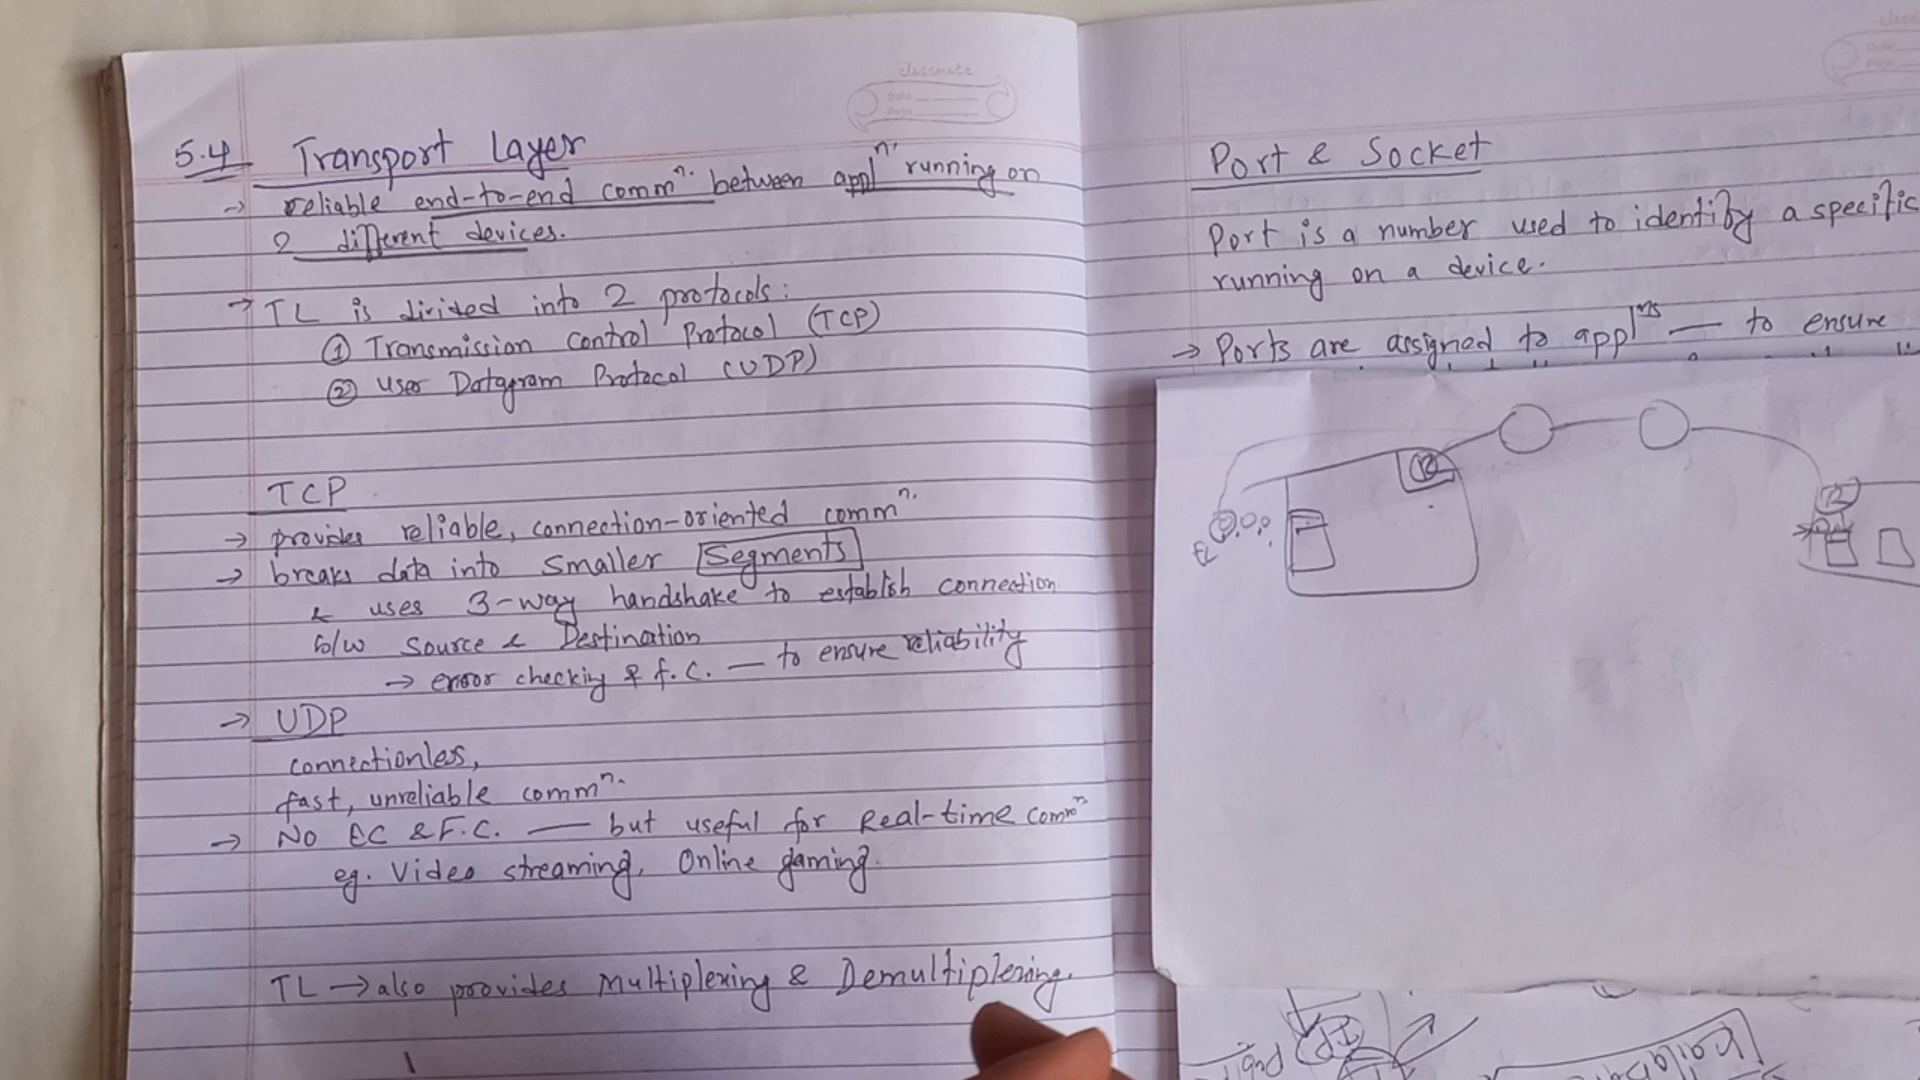 classmate
Date
Page
5.4 Transport Layer
→ reliable end-to-end commⁿ. between applⁿ. running on
2 different devices.
→ TL is divided into 2 protocols:
① Transmission Control Protocol (TCP)
② User Datagram Protocol (UDP)
TCP
→ provides reliable, connection-oriented commⁿ.
→ breaks data into smaller Segments
& uses 3-way handshake to establish connection
b/w Source & Destination
→ error checking & f.c. — to ensure reliability
→ UDP
connectionless,
fast, unreliable commⁿ.
→ No EC & F.C. — but useful for Real-time commⁿ
eg. Video streaming, Online gaming.
TL → also provides Multiplexing & Demultiplexing.
Port & Socket
Port is a number used to identify a specific
running on a device.
→ Ports are assigned to applⁿˢ — to ensure
R
R